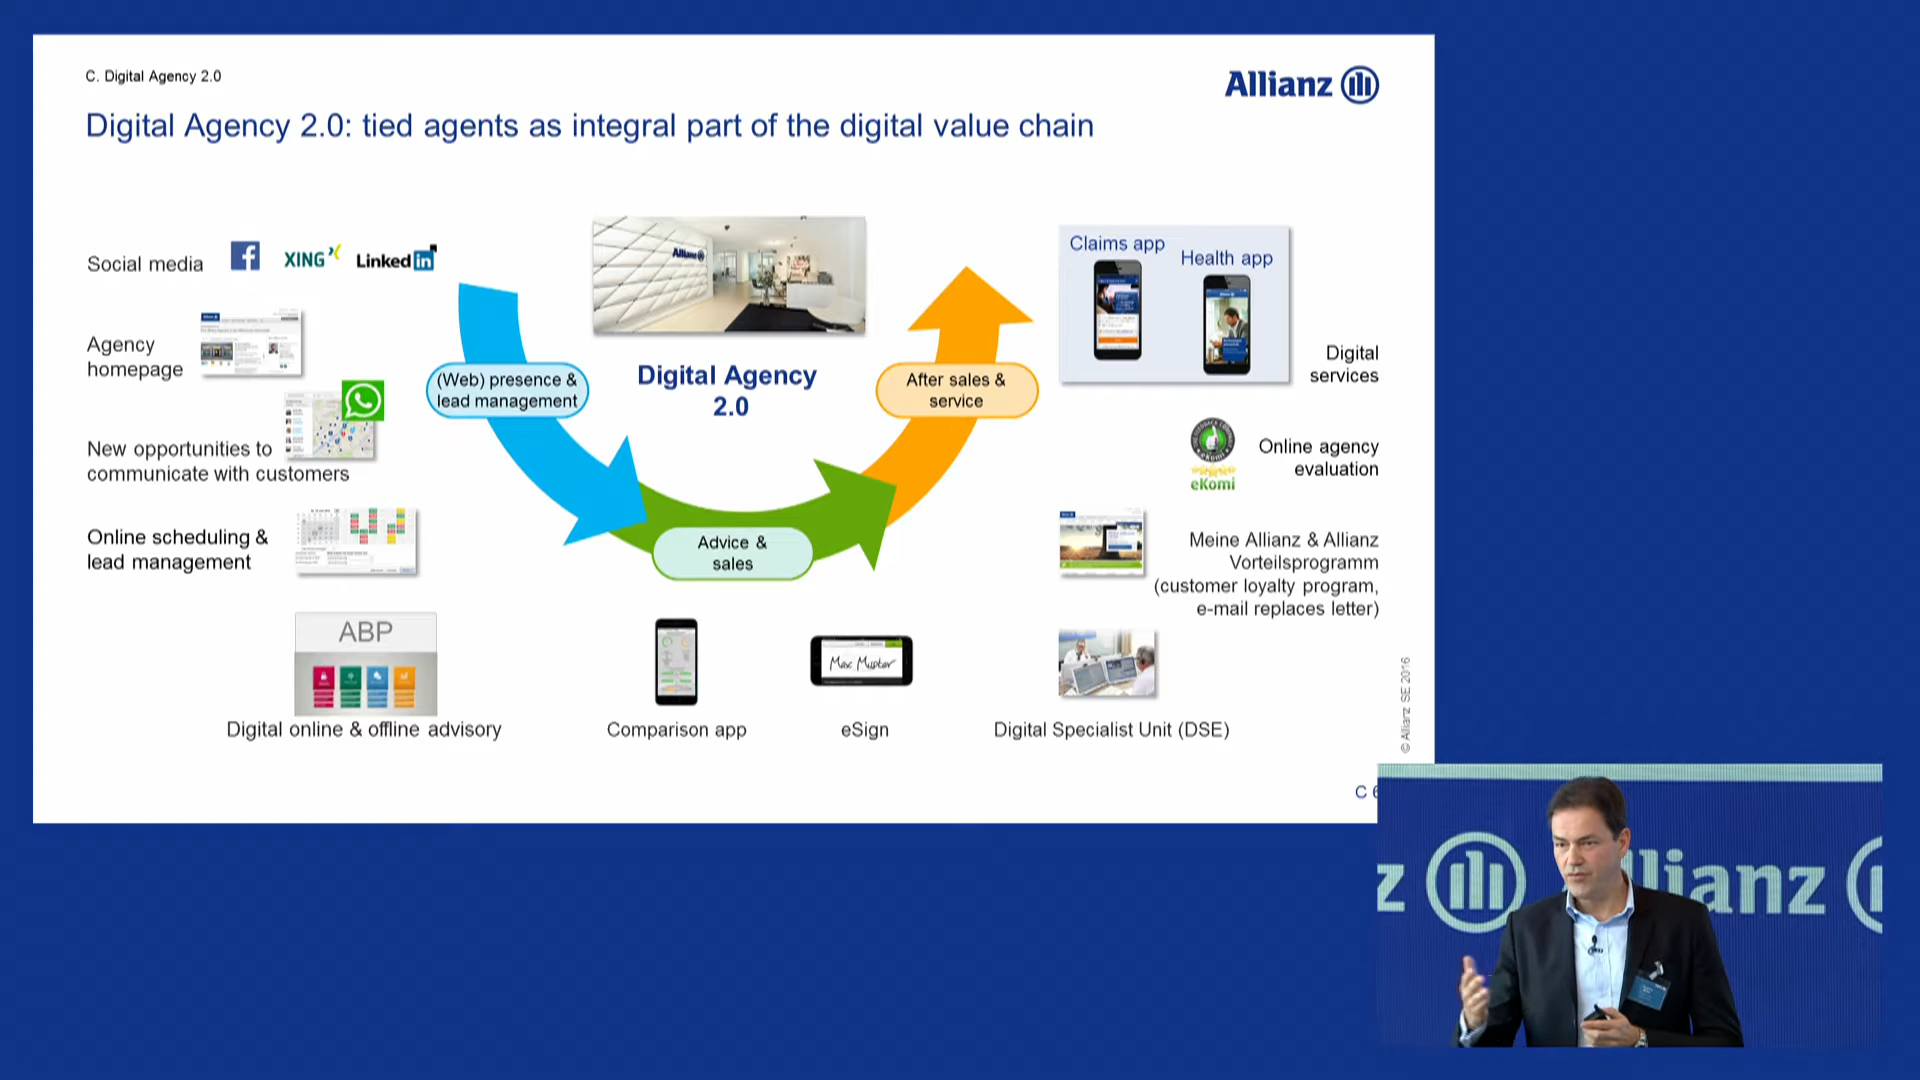 C. Digital Agency 2.0
Allianz
Digital Agency 2.0: tied agents as integral part of the digital value chain
Social media
XING
Linked in
Agency
homepage
New opportunities to
communicate with customers
Online scheduling &
lead management
ABP
Digital online & offline advisory
(Web) presence &
lead management
Allianz
Digital Agency
2.0
Advice &
sales
After sales &
service
Comparison app
Max Muster
eSign
Claims app
Health app
Digital
services
eKomi
Online agency
evaluation
Meine Allianz & Allianz
Vorteilsprogramm
(customer loyalty program,
e-mail replaces letter)
Digital Specialist Unit (DSE)
© Allianz SE 2016
C 6
z
Allianz